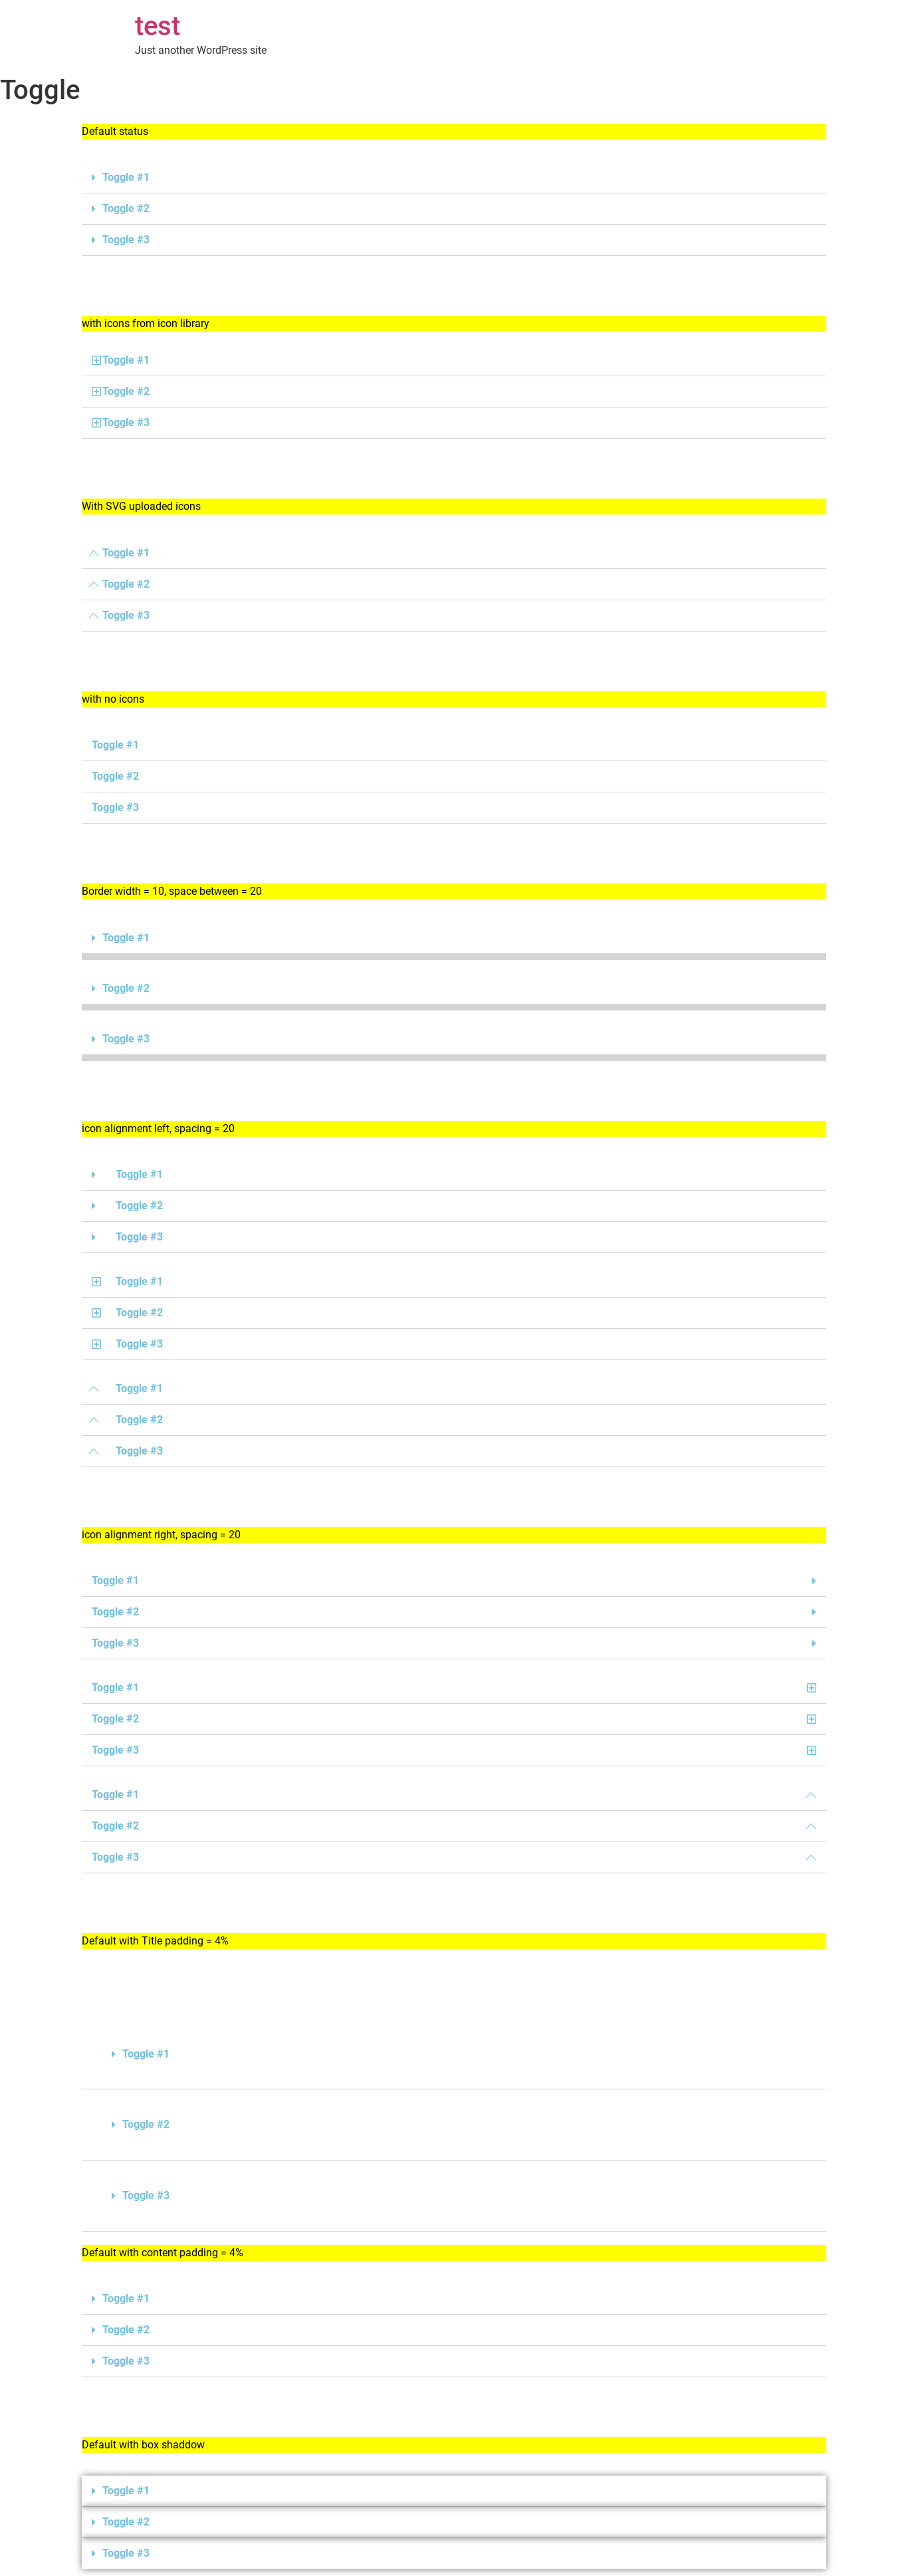 test
Just another WordPress site
Toggle
Default status
Toggle #1
Toggle #2
Toggle #3
with icons from icon library
Toggle #1
Toggle #2
Toggle #3
With SVG uploaded icons
Toggle #1
Toggle #2
Toggle #3
with no icons
Toggle #1
Toggle #2
Toggle #3
Border width = 10, space between = 20
Toggle #1
Toggle #2
Toggle #3
icon alignment left, spacing = 20
Toggle #1
Toggle #2
Toggle #3
Toggle #1
Toggle #2
Toggle #3
Toggle #1
Toggle #2
Toggle #3
icon alignment right, spacing = 20
Toggle #1
Toggle #2
Toggle #3
Toggle #1
Toggle #2
Toggle #3
Toggle #1
Toggle #2
Toggle #3
Default with Title padding = 4%
Toggle #1
Toggle #2
Toggle #3
Default with content padding = 4%
Toggle #1
Toggle #2
Toggle #3
Default with box shaddow
Toggle #1
Toggle #2
Toggle #3